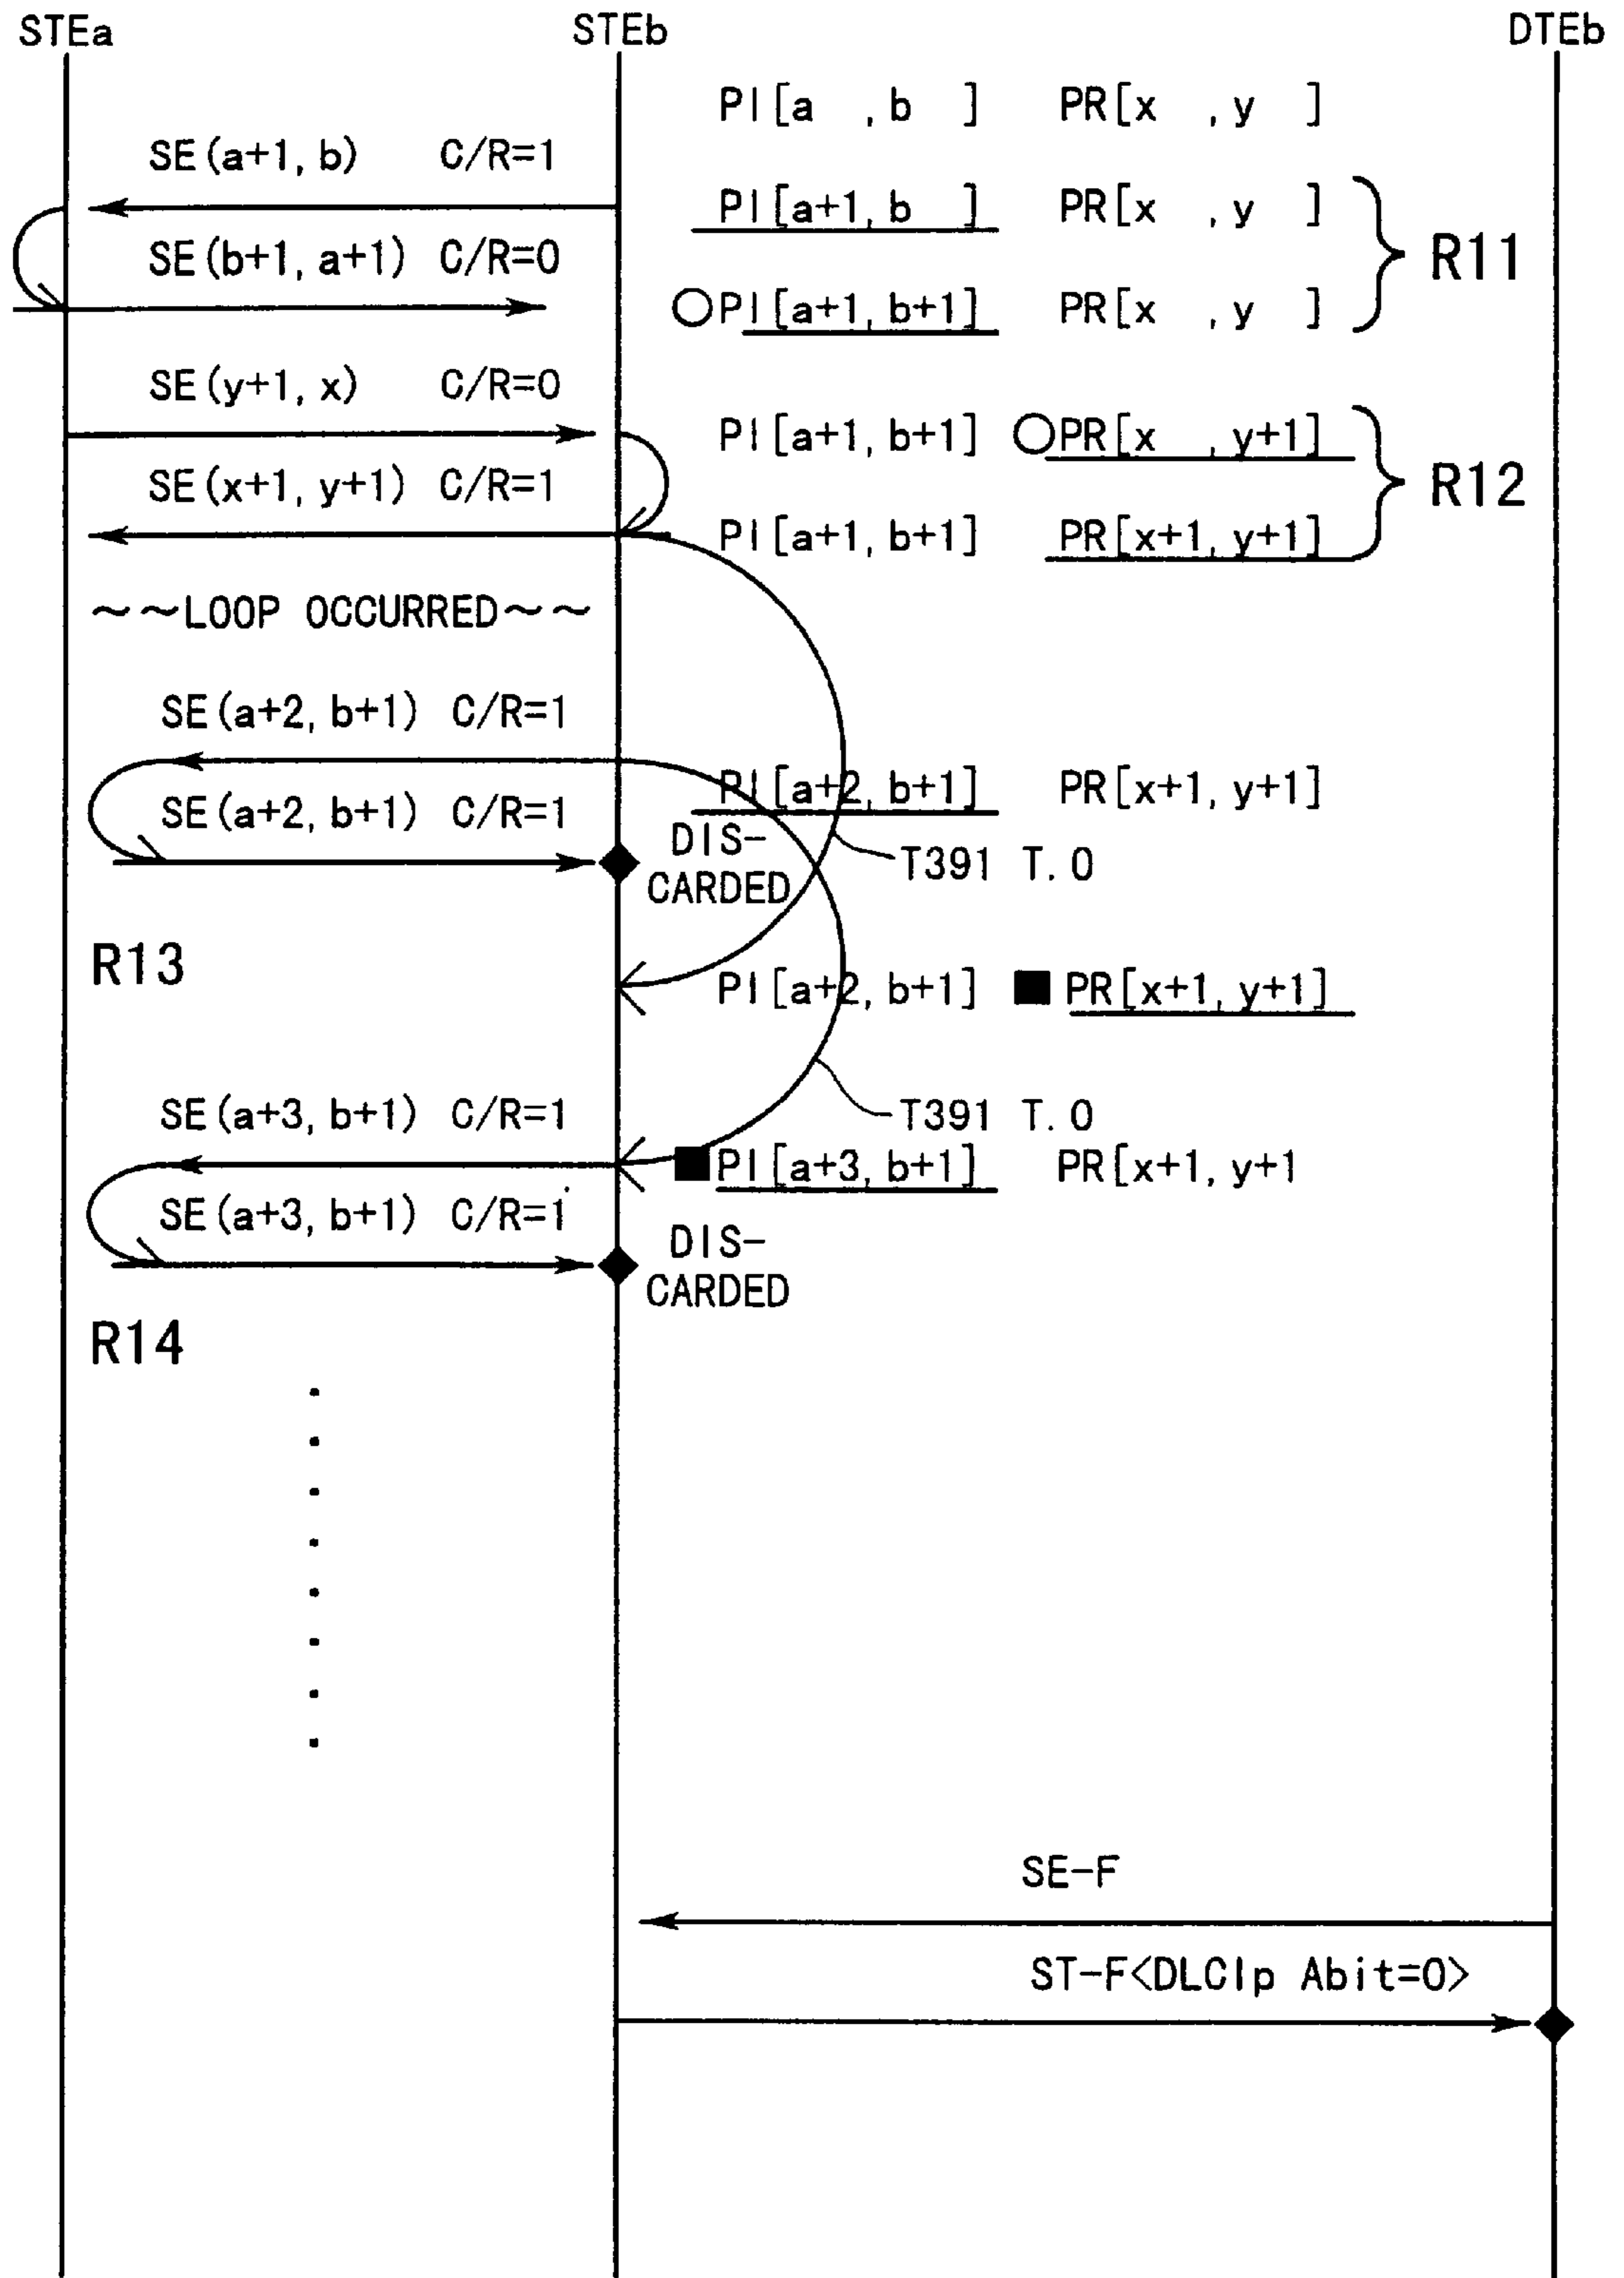 STEa STEb DTEb
PI[a , b ] PR[x , y ]
SE(a+1, b) C/R=1
PI[a+1, b ] PR[x , y ]
SE(b+1, a+1) C/R=0
R11
PI[a+1, b+1] PR[x , y ]
SE(y+1, x) C/R=0
PI[a+1, b+1] PR[x , y+1]
SE(x+1, y+1) C/R=1
R12
PI[a+1, b+1] PR[x+1, y+1]
~~LOOP OCCURRED~~
SE(a+2, b+1) C/R=1
PI[a+2, b+1] PR[x+1, y+1]
SE(a+2, b+1) C/R=1
DIS-
CARDED
T391 T.O
R13
PI[a+2, b+1] PR[x+1, y+1]
SE(a+3, b+1) C/R=1
T391 T.O
PI[a+3, b+1] PR[x+1, y+1
SE(a+3, b+1) C/R=1
DIS-
CARDED
R14
SE-F
ST-F<DLCIp Abit=0>